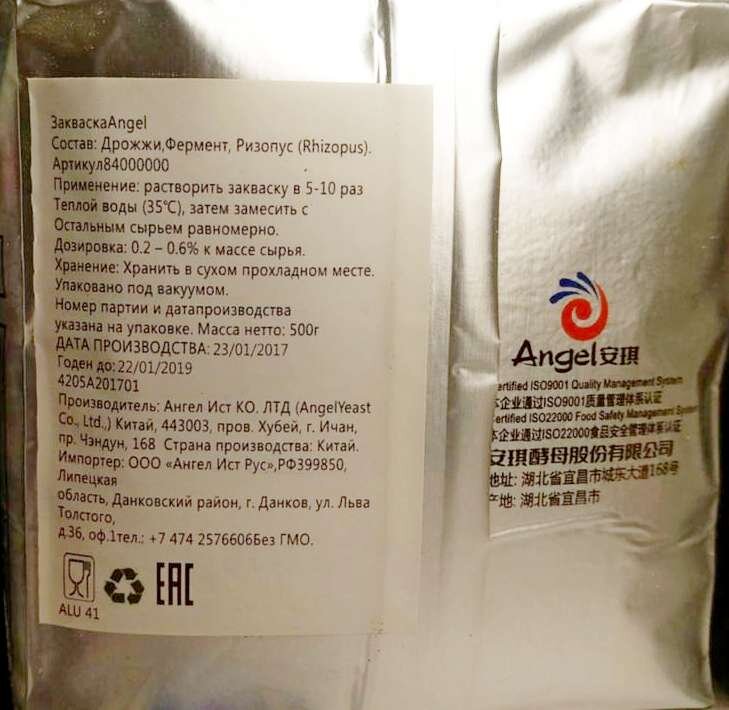 ЗакваскаAngel
Состав: Дрожжи,Фермент, Ризопус (Rhizopus).
Артикул84000000
Применение: растворить закваску в 5-10 раз
Теплой воды (35℃), затем замесить с
Остальным сырьем равномерно.
Дозировка: 0.2 – 0.6% к массе сырья.
Хранение: Хранить в сухом прохладном месте.
Упаковано под вакуумом.
Номер партии и датапроизводства
указана на упаковке. Масса нетто: 500г
ДАТА ПРОИЗВОДСТВА: 23/01/2017
Годен до: 22/01/2019
4205A201701
Производитель: Ангел Ист КО. ЛТД (AngelYeast
Co., Ltd.,) Китай, 443003, пров. Хубей, г. Ичан,
пр. Чэндун, 168 Страна производства: Китай.
Импортер: ООО «Ангел Ист Рус»,РФ399850,
Липецкая
область, Данковский район, г. Данков, ул. Льва
Толстого,
д.36, оф.1тел.: +7 474 2576606Без ГМО.
EAC
ALU 41
Angel安琪
ertified ISO9001 Quality Management System
本企业通过ISO9001质量管理体系认证
ertified ISO22000 Food Safety Management System
本企业通过ISO22000食品安全管理体系认证
安琪酵母股份有限公司
地址: 湖北省宜昌市城东大道168号
产地: 湖北省宜昌市